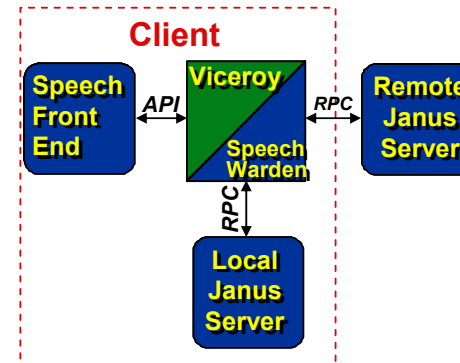 Client
Speech
Front
End
API
Viceroy
Speech
Warden
RPC
Remote
Janus
Server
RPC
Local
Janus
Server